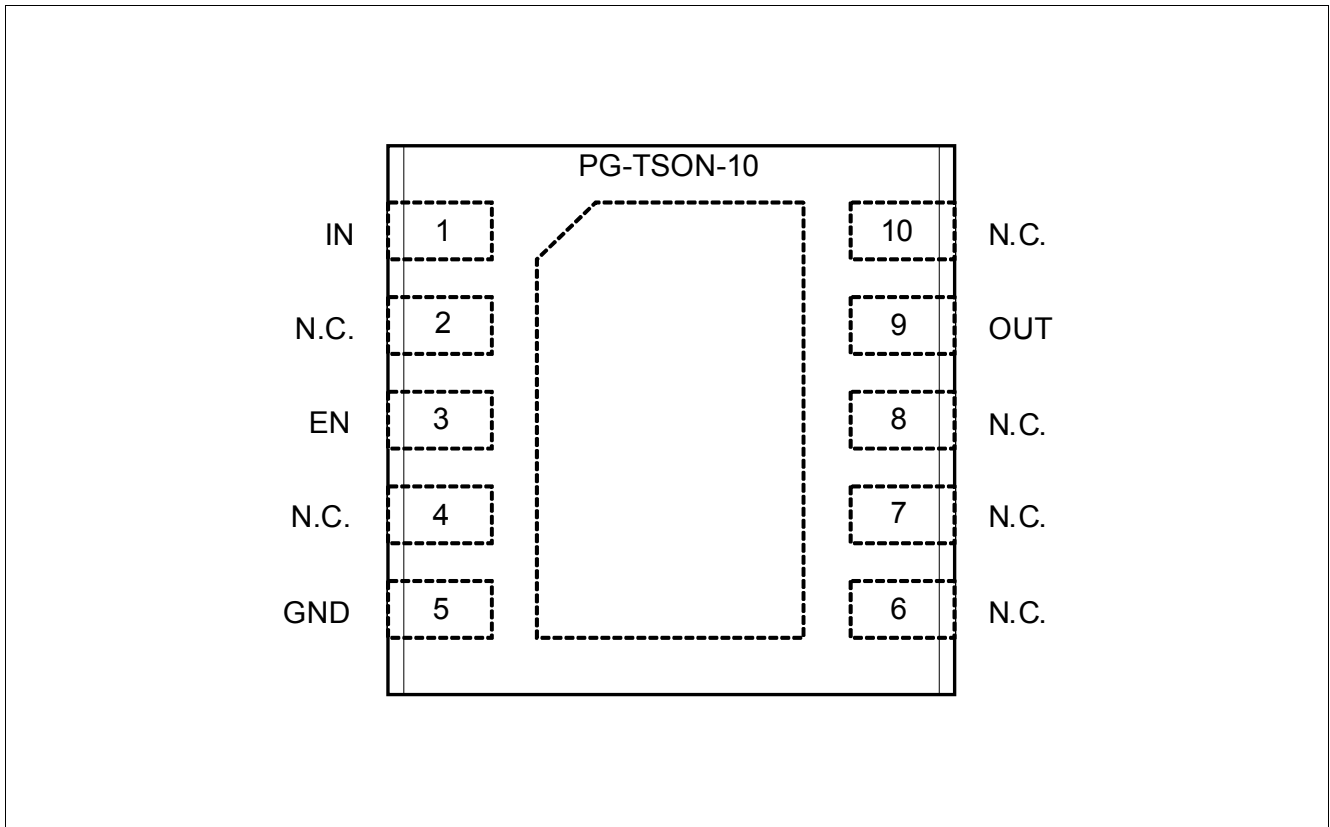 PG-TSON-10
IN 1 10 N.C.
N.C. 2 9 OUT
EN 3 8 N.C.
N.C. 4 7 N.C.
GND 5 6 N.C.